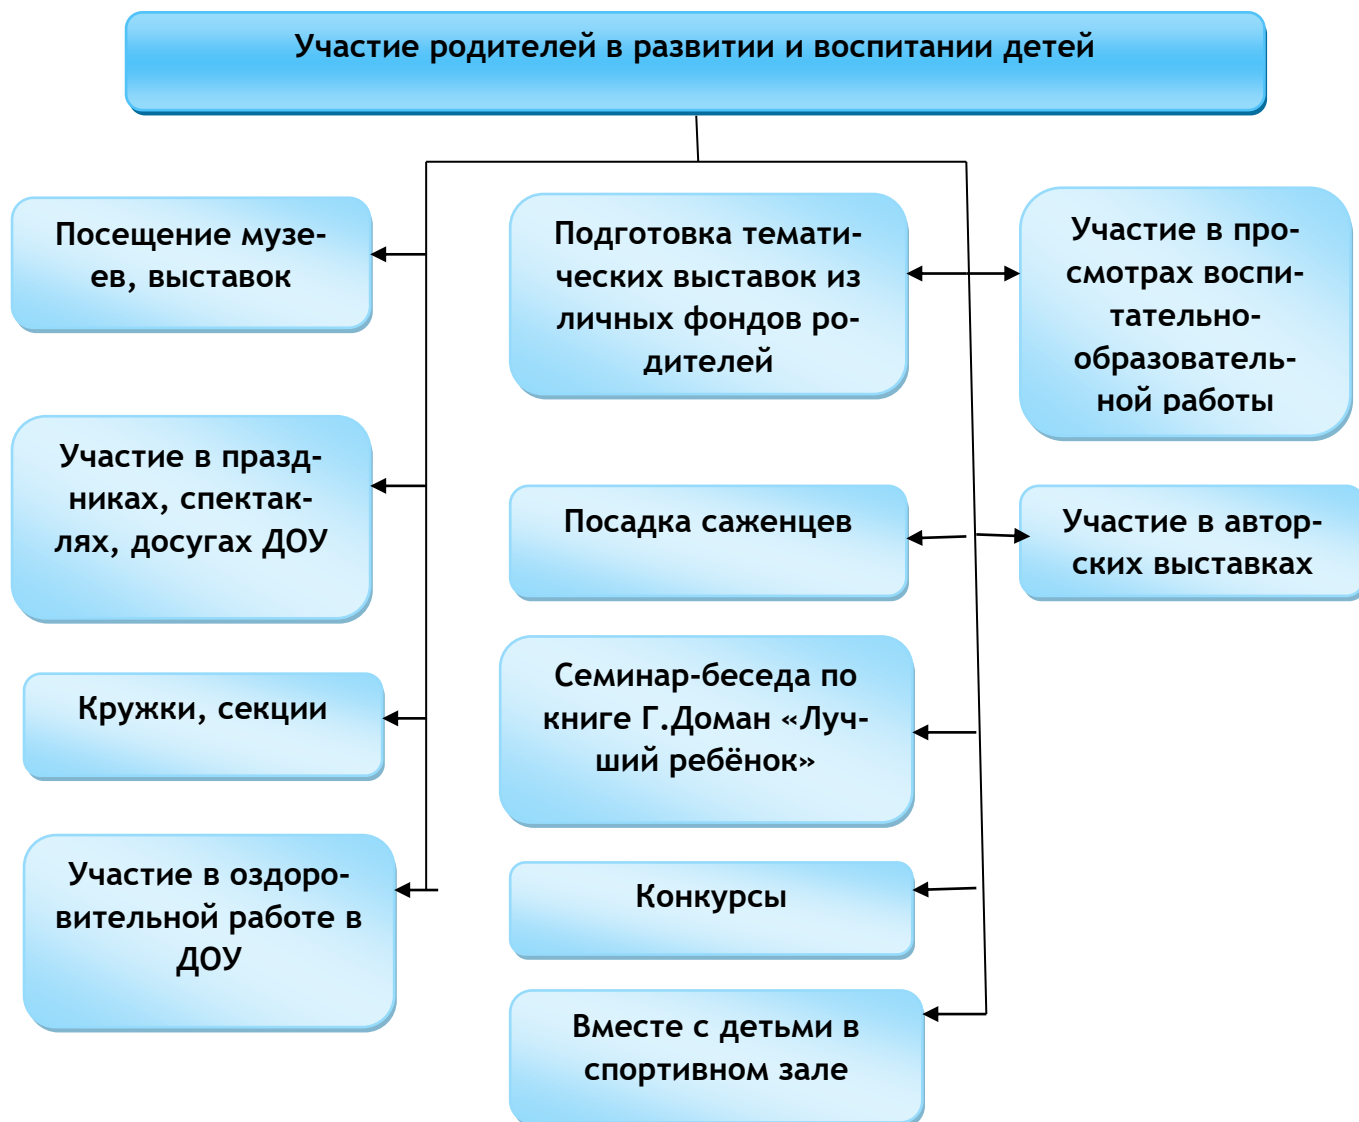 Участие родителей в развитии и воспитании детей
Посещение музе-
ев, выставок
Подготовка темати-
ческих выставок из
личных фондов ро-
дителей
Участие в про-
смотрах воспи-
тательно-
образователь-
ной работы
Участие в празд-
никах, спектак-
лях, досугах ДОУ
Посадка саженцев
Участие в автор-
ских выставках
Кружки, секции
Семинар-беседа по
книге Г.Доман «Луч-
ший ребёнок»
Участие в оздоро-
вительной работе в
ДОУ
Конкурсы
Вместе с детьми в
спортивном зале